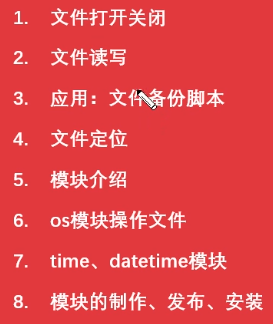 1. 文件打开关闭
2. 文件读写
3. 应用：文件备份脚本
4. 文件定位
5. 模块介绍
6. os模块操作文件
7. time、datetime模块
8. 模块的制作、发布、安装